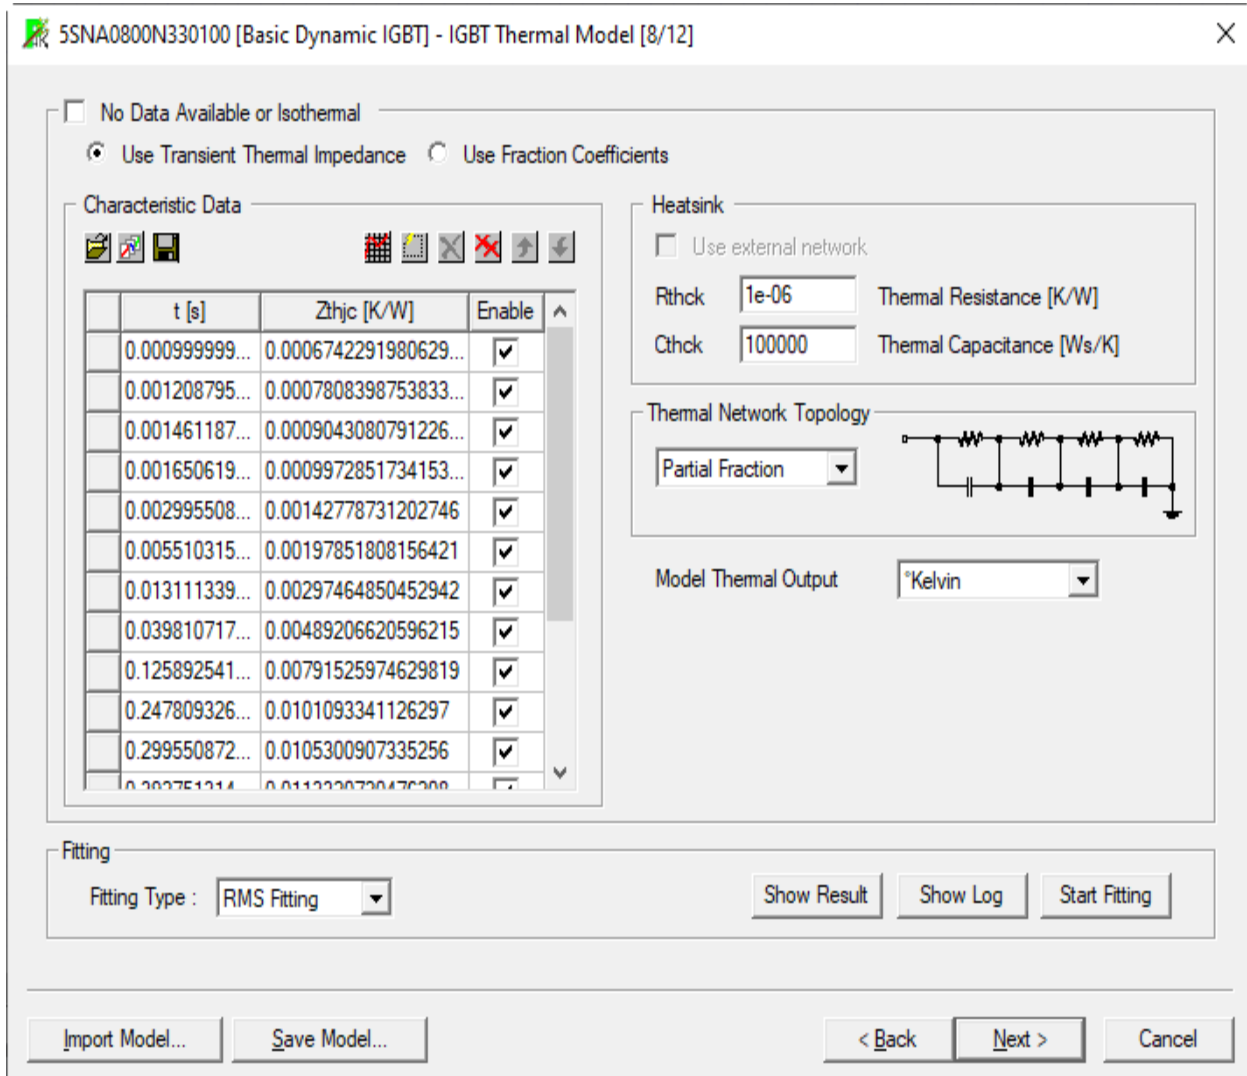 5SNA0800N330100 [Basic Dynamic IGBT] - IGBT Thermal Model [8/12]
No Data Available or Isothermal
Use Transient Thermal Impedance Use Fraction Coefficients
Characteristic Data
t [s] Zthjc [K/W] Enable
0.000999999... 0.0006742291980629...
0.001208795... 0.0007808398753833...
0.001461187... 0.0009043080791226...
0.001650619... 0.0009972851734153...
0.002995508... 0.00142778731202746
0.005510315... 0.00197851808156421
0.013111339... 0.00297464850452942
0.039810717... 0.00489206620596215
0.125892541... 0.00791525974629819
0.247809326... 0.0101093341126297
0.299550872... 0.0105300907335256
Heatsink
Use external network
Rthck 1e-06 Thermal Resistance [K/W]
Cthck 100000 Thermal Capacitance [Ws/K]
Thermal Network Topology
Partial Fraction
Model Thermal Output °Kelvin
Fitting
Fitting Type : RMS Fitting Show Result Show Log Start Fitting
Import Model... Save Model... < Back Next > Cancel